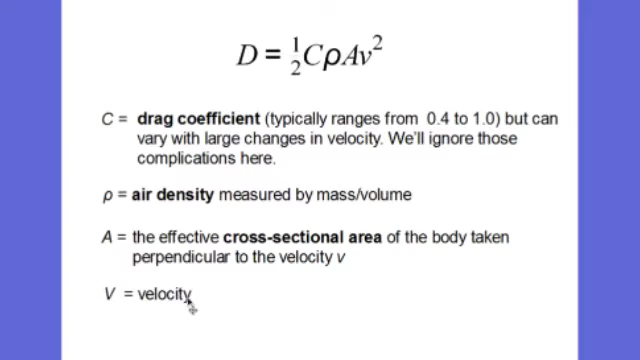 D = ½CρAv²
C = drag coefficient (typically ranges from 0.4 to 1.0) but can
vary with large changes in velocity. We'll ignore those
complications here.
ρ = air density measured by mass/volume
A = the effective cross-sectional area of the body taken
perpendicular to the velocity v
V = velocity